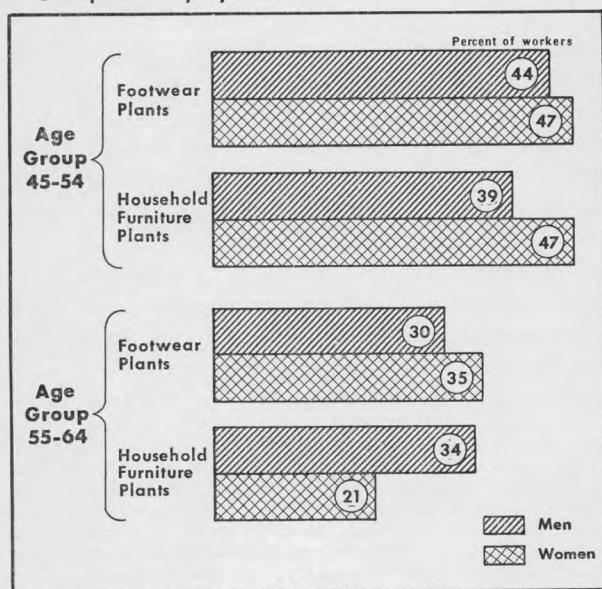 Percent of workers
Age
Group
45-54
Footwear
Plants
44
47
Household
Furniture
Plants
39
47
Age
Group
55-64
Footwear
Plants
30
35
Household
Furniture
Plants
34
21
Men
Women